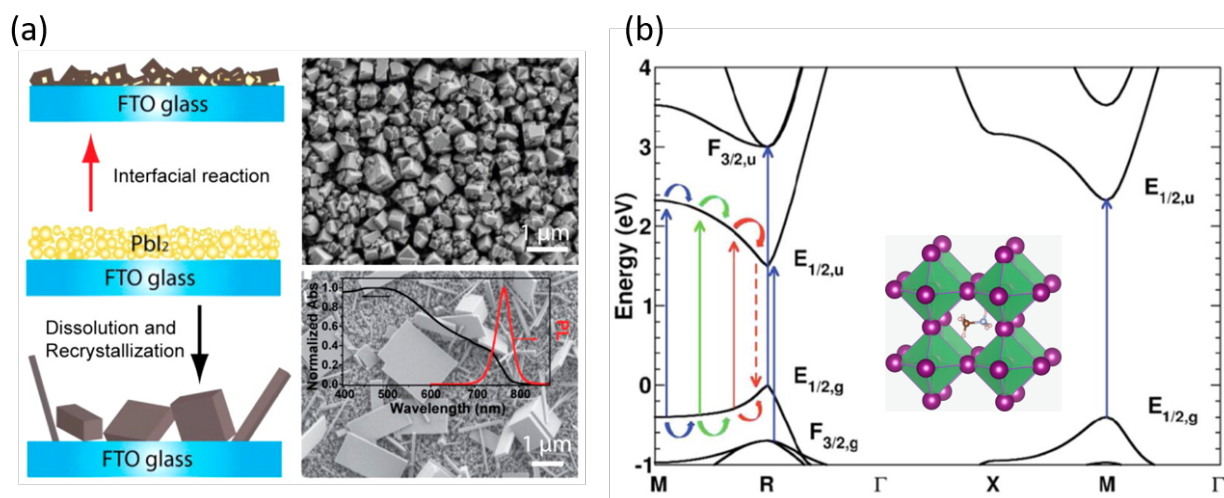 (a)
FTO glass
Interfacial reaction
PbI₂
FTO glass
Dissolution and
Recrystallization
FTO glass
1 μm
Normalized Abs
1.0
0.8
0.6
0.4
0.2
0.0
400
500
600
700
800
Wavelength (nm)
PL
1 μm
(b)
Energy (eV)
4
3
2
1
0
-1
F3/2,u
E1/2,u
E1/2,g
F3/2,g
E1/2,u
E1/2,g
M
R
Γ
X
M
Γ